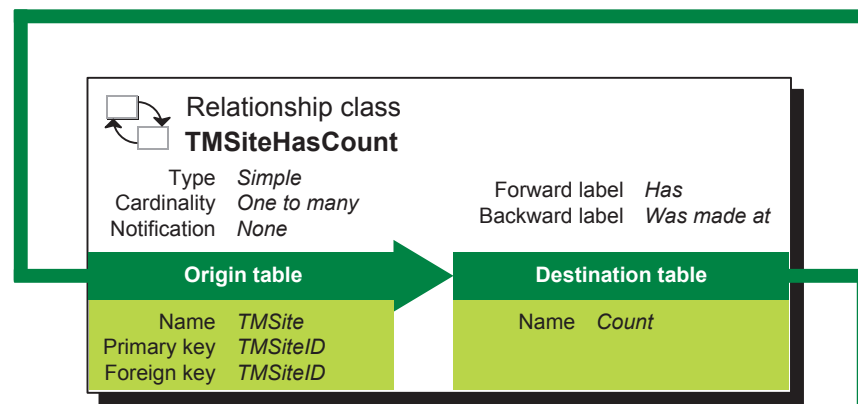 Relationship class
TMSiteHasCount
Type Simple
Cardinality One to many
Notification None
Forward label Has
Backward label Was made at
Origin table
Destination table
Name TMSite
Primary key TMSiteID
Foreign key TMSiteID
Name Count